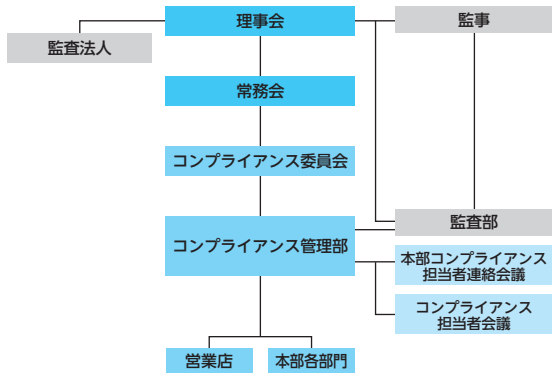 理事会
監事
監査法人
常務会
コンプライアンス委員会
コンプライアンス管理部
監査部
本部コンプライアンス
担当者連絡会議
コンプライアンス
担当者会議
営業店
本部各部門